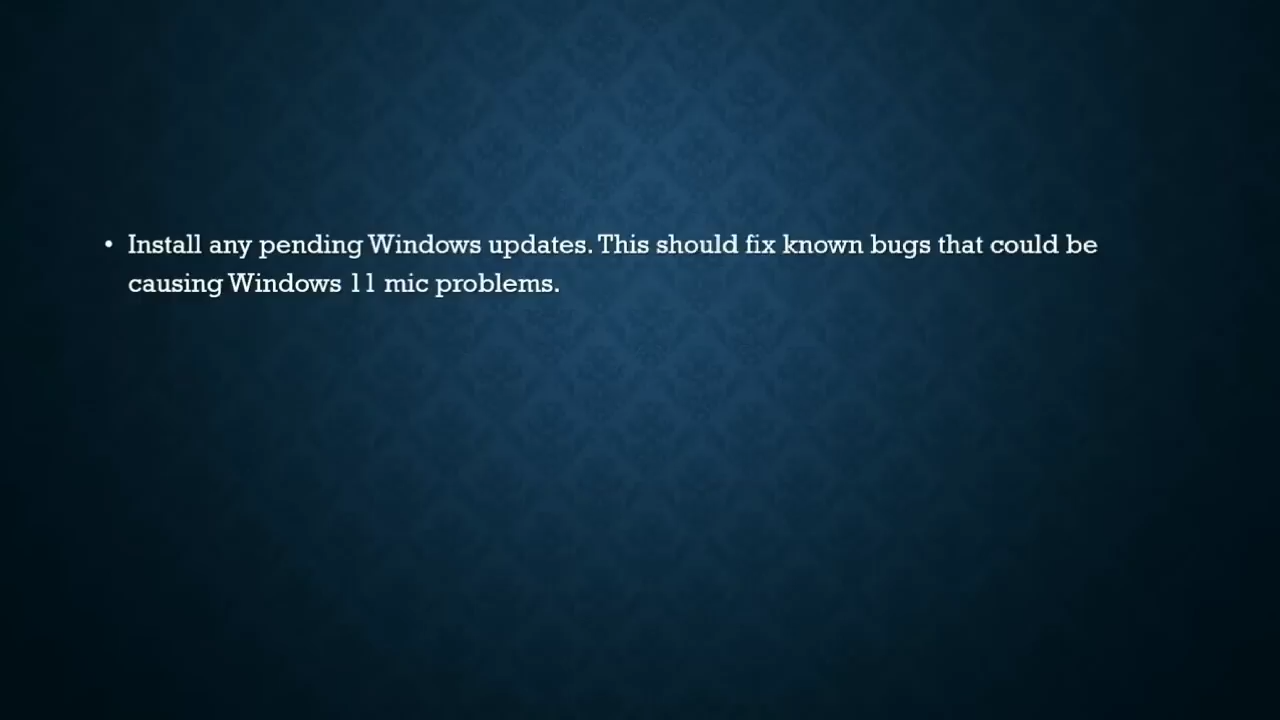 • Install any pending Windows updates. This should fix known bugs that could be
causing Windows 11 mic problems.